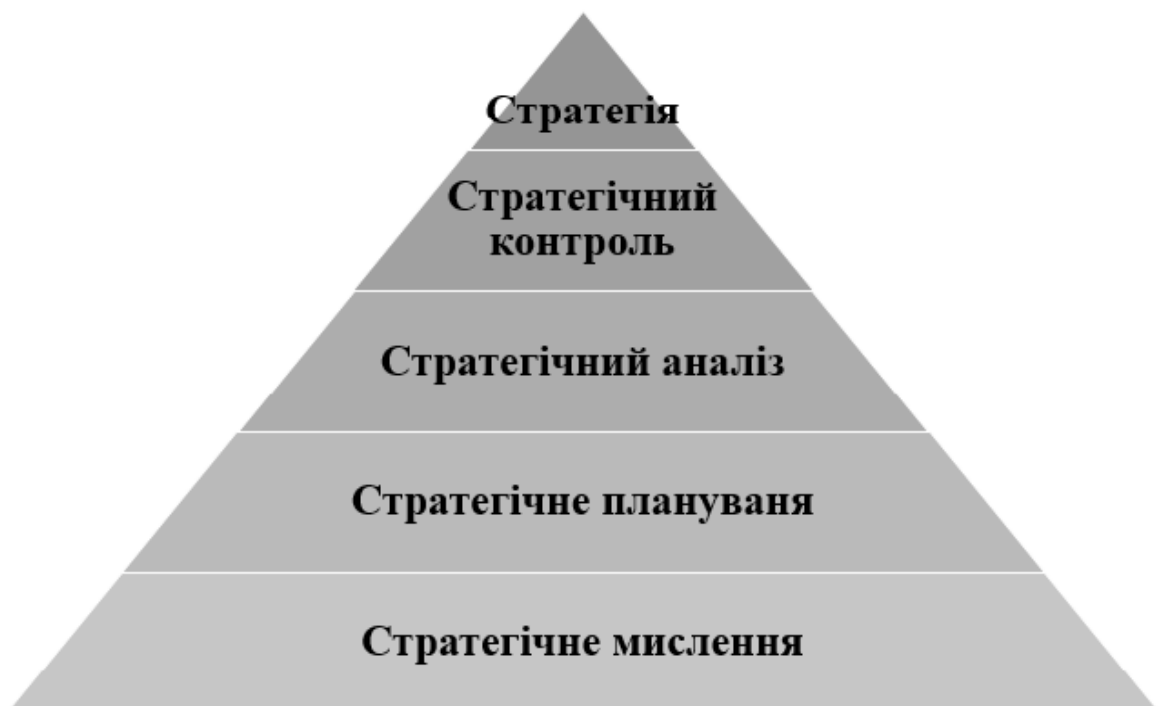 Стратегія
Стратегічний
контроль
Стратегічний аналіз
Стратегічне плануваня
Стратегічне мислення